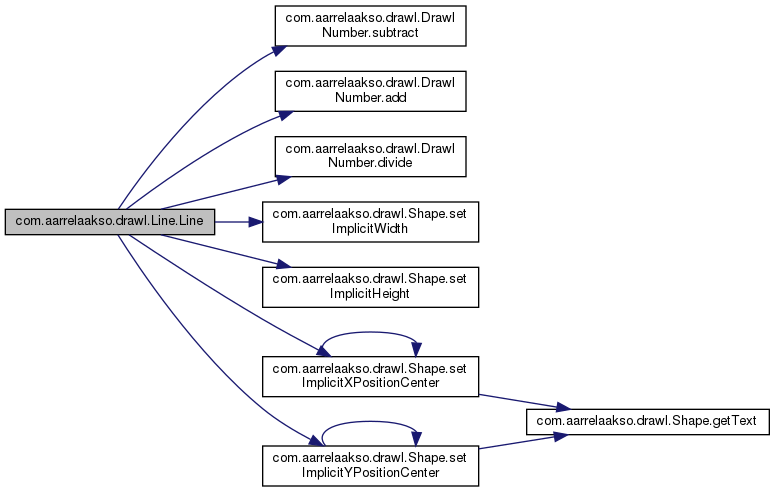 com.aarrelaakso.drawl.Drawl
Number.subtract
com.aarrelaakso.drawl.Drawl
Number.add
com.aarrelaakso.drawl.Drawl
Number.divide
com.aarrelaakso.drawl.Line.Line
com.aarrelaakso.drawl.Shape.set
ImplicitWidth
com.aarrelaakso.drawl.Shape.set
ImplicitHeight
com.aarrelaakso.drawl.Shape.set
ImplicitXPositionCenter
com.aarrelaakso.drawl.Shape.getText
com.aarrelaakso.drawl.Shape.set
ImplicitYPositionCenter